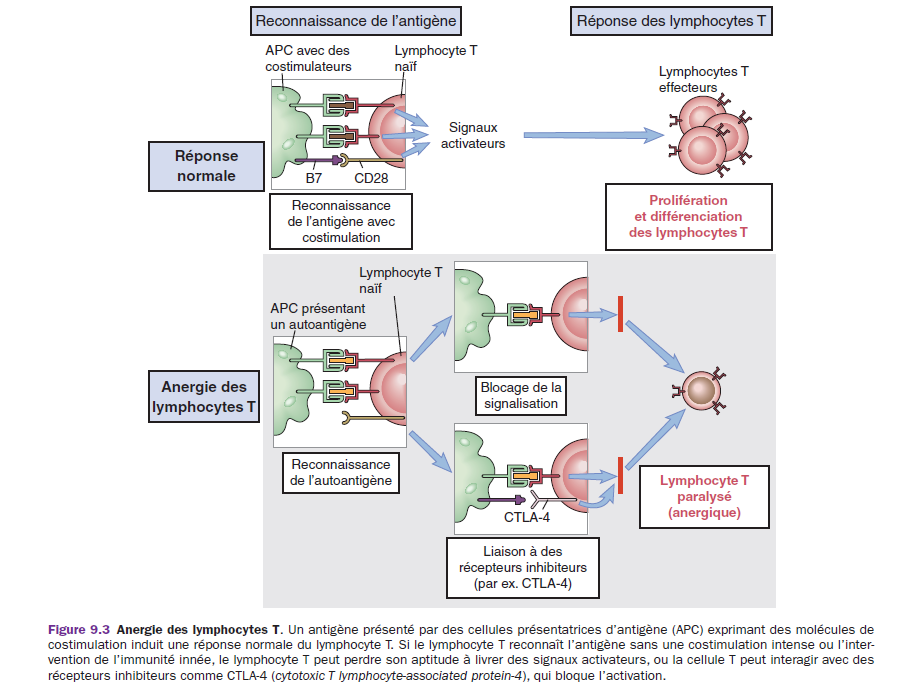 Reconnaissance de l'antigène
Réponse des lymphocytes T
APC avec des
costimulateurs
Lymphocyte T
naïf
Lymphocytes T
effecteurs
Signaux
activateurs
Réponse
normale
B7
CD28
Reconnaissance
de l'antigène avec
costimulation
Prolifération
et différenciation
des lymphocytes T
Lymphocyte T
naïf
APC présentant
un autoantigène
Anergie des
lymphocytes T
Blocage de la
signalisation
Reconnaissance
de l'autoantigène
CTLA-4
Lymphocyte T
paralysé
(anergique)
Liaison à des
récepteurs inhibiteurs
(par ex. CTLA-4)
Figure 9.3 Anergie des lymphocytes T. Un antigène présenté par des cellules présentatrices d'antigène (APC) exprimant des molécules de
costimulation induit une réponse normale du lymphocyte T. Si le lymphocyte T reconnaît l'antigène sans une costimulation intense ou l'inter-
vention de l'immunité innée, le lymphocyte T peut perdre son aptitude à livrer des signaux activateurs, ou la cellule T peut interagir avec des
récepteurs inhibiteurs comme CTLA-4 (cytotoxic T lymphocyte-associated protein-4), qui bloque l'activation.